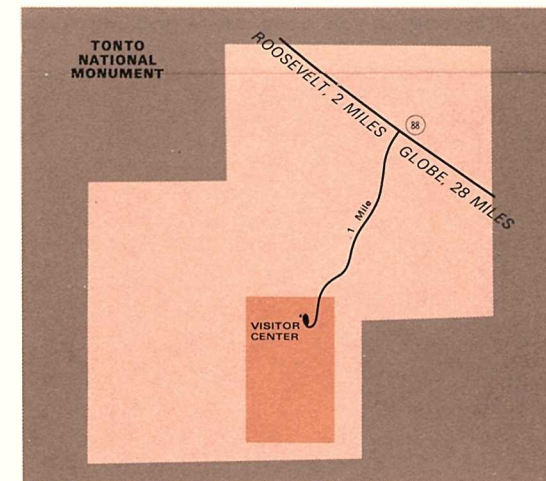 TONTO
NATIONAL
MONUMENT
ROOSEVELT, 2 MILES
88
GLOBE, 28 MILES
1 Mile
VISITOR
CENTER